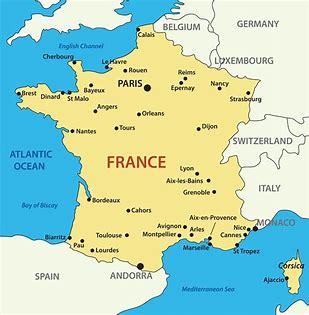 BELGIUM
GERMANY
English Channel
Calais
LUXEMBOURG
Cherbourg
Le Havre
Rouen
Reims
Bayeux
PARIS
Epernay
Nancy
Brest
Dinard
St Malo
Strasbourg
Angers
Orleans
Nantes
Tours
Dijon
SWITZERLAND
ATLANTIC
OCEAN
FRANCE
Lyon
Aix-les-Bains
Grenoble
ITALY
Bay of Biscay
Bordeaux
Cahors
Aix-en-Provence
MONACO
Biarritz
Toulouse
Avignon
Arles
Nice
Montpellier
Cannes
Pau
Lourdes
Marseille
St Tropez
Corsica
SPAIN
ANDORRA
Ajaccio
Mediterranean Sea